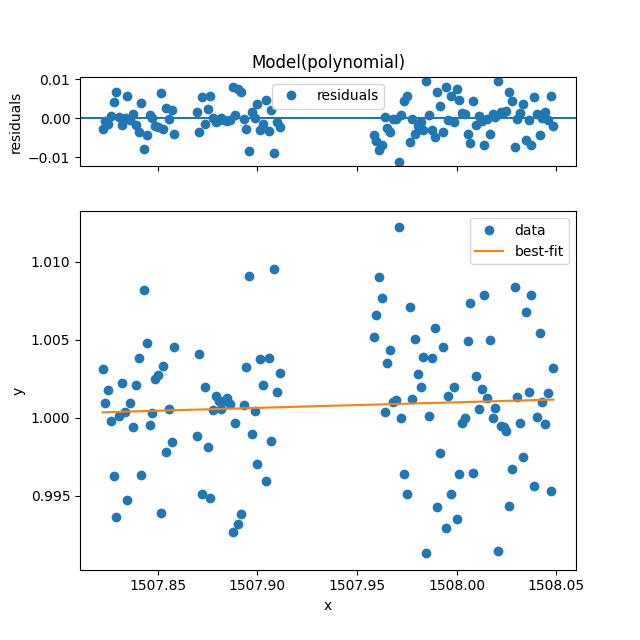 Model(polynomial)
residuals
0.01
0.00
−0.01
residuals
y
1.010
1.005
1.000
0.995
data
best-fit
1507.85
1507.90
1507.95
1508.00
1508.05
x